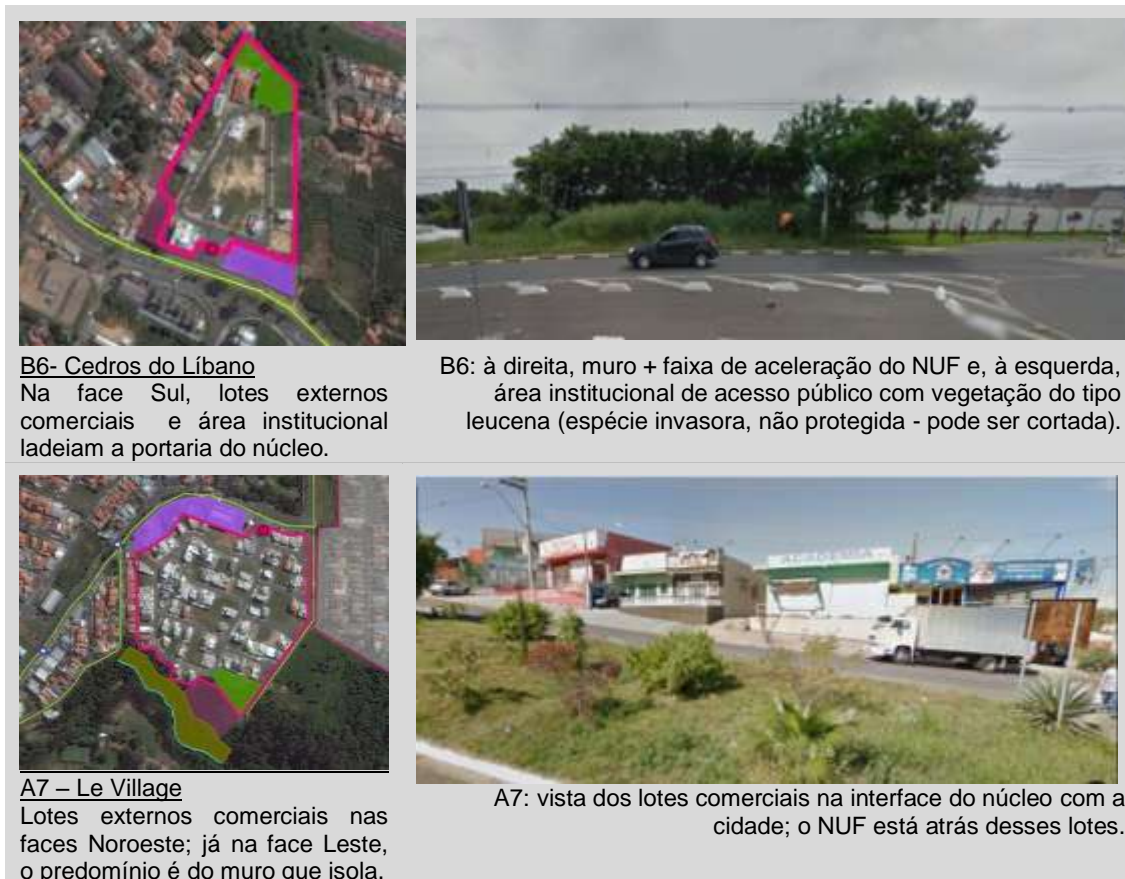 B6- Cedros do Líbano
Na face Sul, lotes externos
comerciais e área institucional
ladeiam a portaria do núcleo.
B6: à direita, muro + faixa de aceleração do NUF e, à esquerda,
área institucional de acesso público com vegetação do tipo
leucena (espécie invasora, não protegida - pode ser cortada).
A7 – Le Village
Lotes externos comerciais nas
faces Noroeste; já na face Leste,
o predomínio é do muro que isola.
A7: vista dos lotes comerciais na interface do núcleo com a
cidade; o NUF está atrás desses lotes.